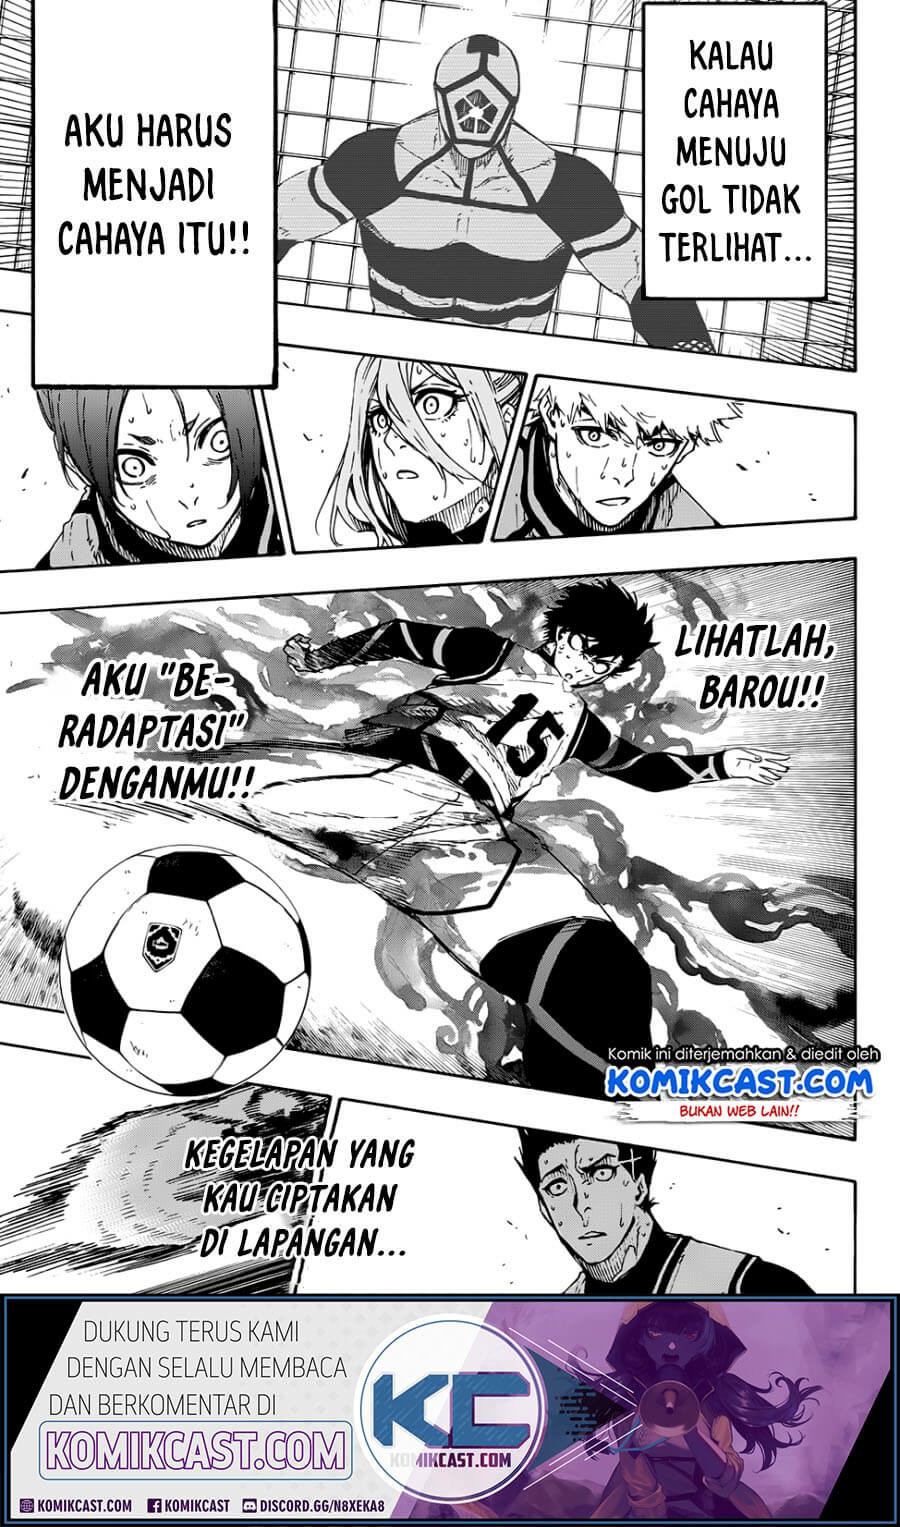 KALAU
CAHAYA
MENUJU
GOL TIDAK
TERLIHAT...
AKU HARUS
MENJADI
CAHAYA ITU!!
LIHATLAH,
BAROU!!
15
AKU "BE-
RADAPTASI"
DENGANMU!!
Komik ini diterjemahkan & diedit oleh
KOMIKCAST.COM
BUKAN WEB LAIN!!
KEGELAPAN YANG
KAU CIPTAKAN
DI LAPANGAN...
DUKUNG TERUS KAMI
DENGAN SELALU MEMBACA
DAN BERKOMENTAR DI
KOMIKCAST.COM
KC
KOMIKCAST.COM
KOMIKCAST.COM
KOMIKCAST
DISCORD.GG/N8XEKA8